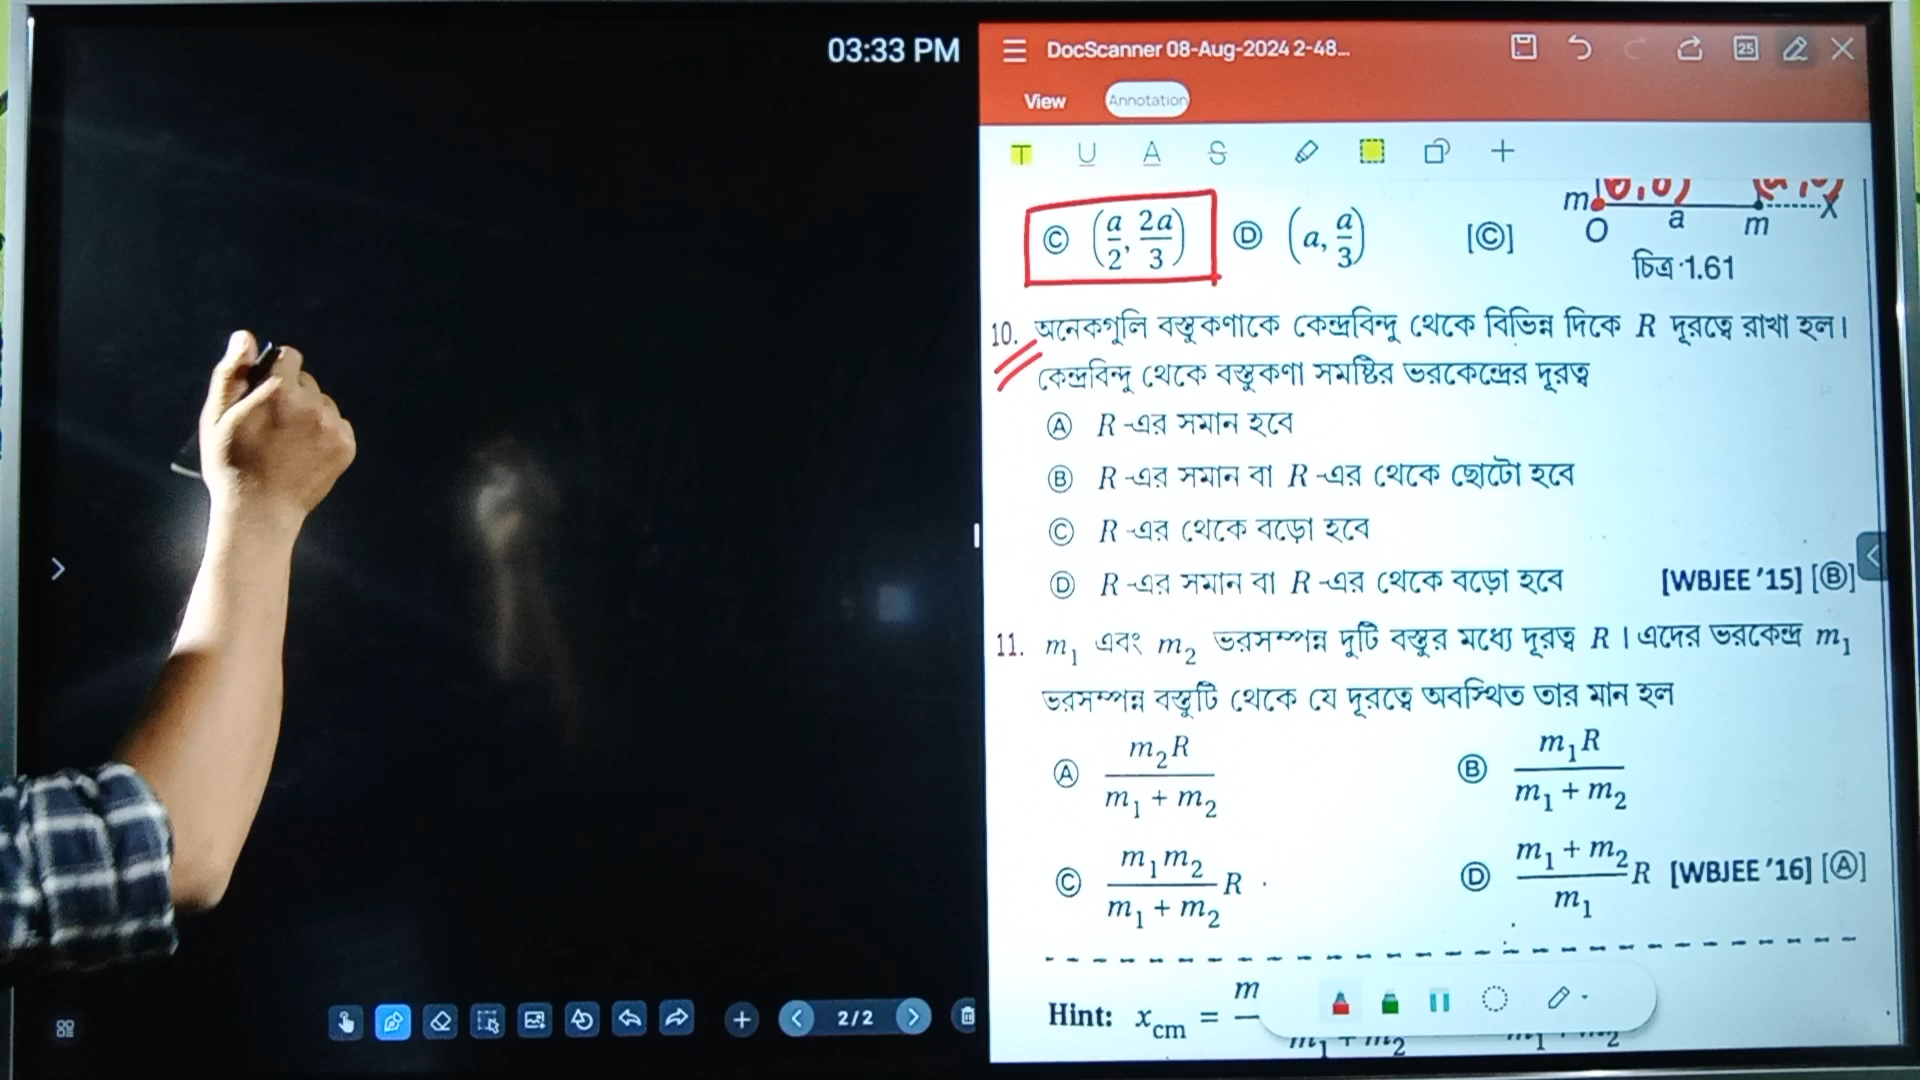 03:33 PM
DocScanner 08-Aug-2024 2-48...
25
View Annotation
T U A S
Ⓒ (a/2, 2a/3) Ⓓ (a, a/3) [Ⓒ]
m O a m X
চিত্র 1.61
10. অনেকগুলি বস্তুকণাকে কেন্দ্রবিন্দু থেকে বিভিন্ন দিকে R দূরত্বে রাখা হল।
কেন্দ্রবিন্দু থেকে বস্তুকণা সমষ্টির ভরকেন্দ্রের দূরত্ব
Ⓐ R -এর সমান হবে
Ⓑ R -এর সমান বা R -এর থেকে ছোটো হবে
Ⓒ R -এর থেকে বড়ো হবে
Ⓓ R -এর সমান বা R -এর থেকে বড়ো হবে [WBJEE '15] [Ⓑ]
11. m₁ এবং m₂ ভরসম্পন্ন দুটি বস্তুর মধ্যে দূরত্ব R । এদের ভরকেন্দ্র m₁
ভরসম্পন্ন বস্তুটি থেকে যে দূরত্বে অবস্থিত তার মান হল
Ⓐ m₂R / (m₁ + m₂) Ⓑ m₁R / (m₁ + m₂)
Ⓒ m₁m₂ / (m₁ + m₂) R Ⓓ (m₁ + m₂) / m₁ R [WBJEE '16] [Ⓐ]
Hint: x_cm = m
m₁ + m₂
2/2